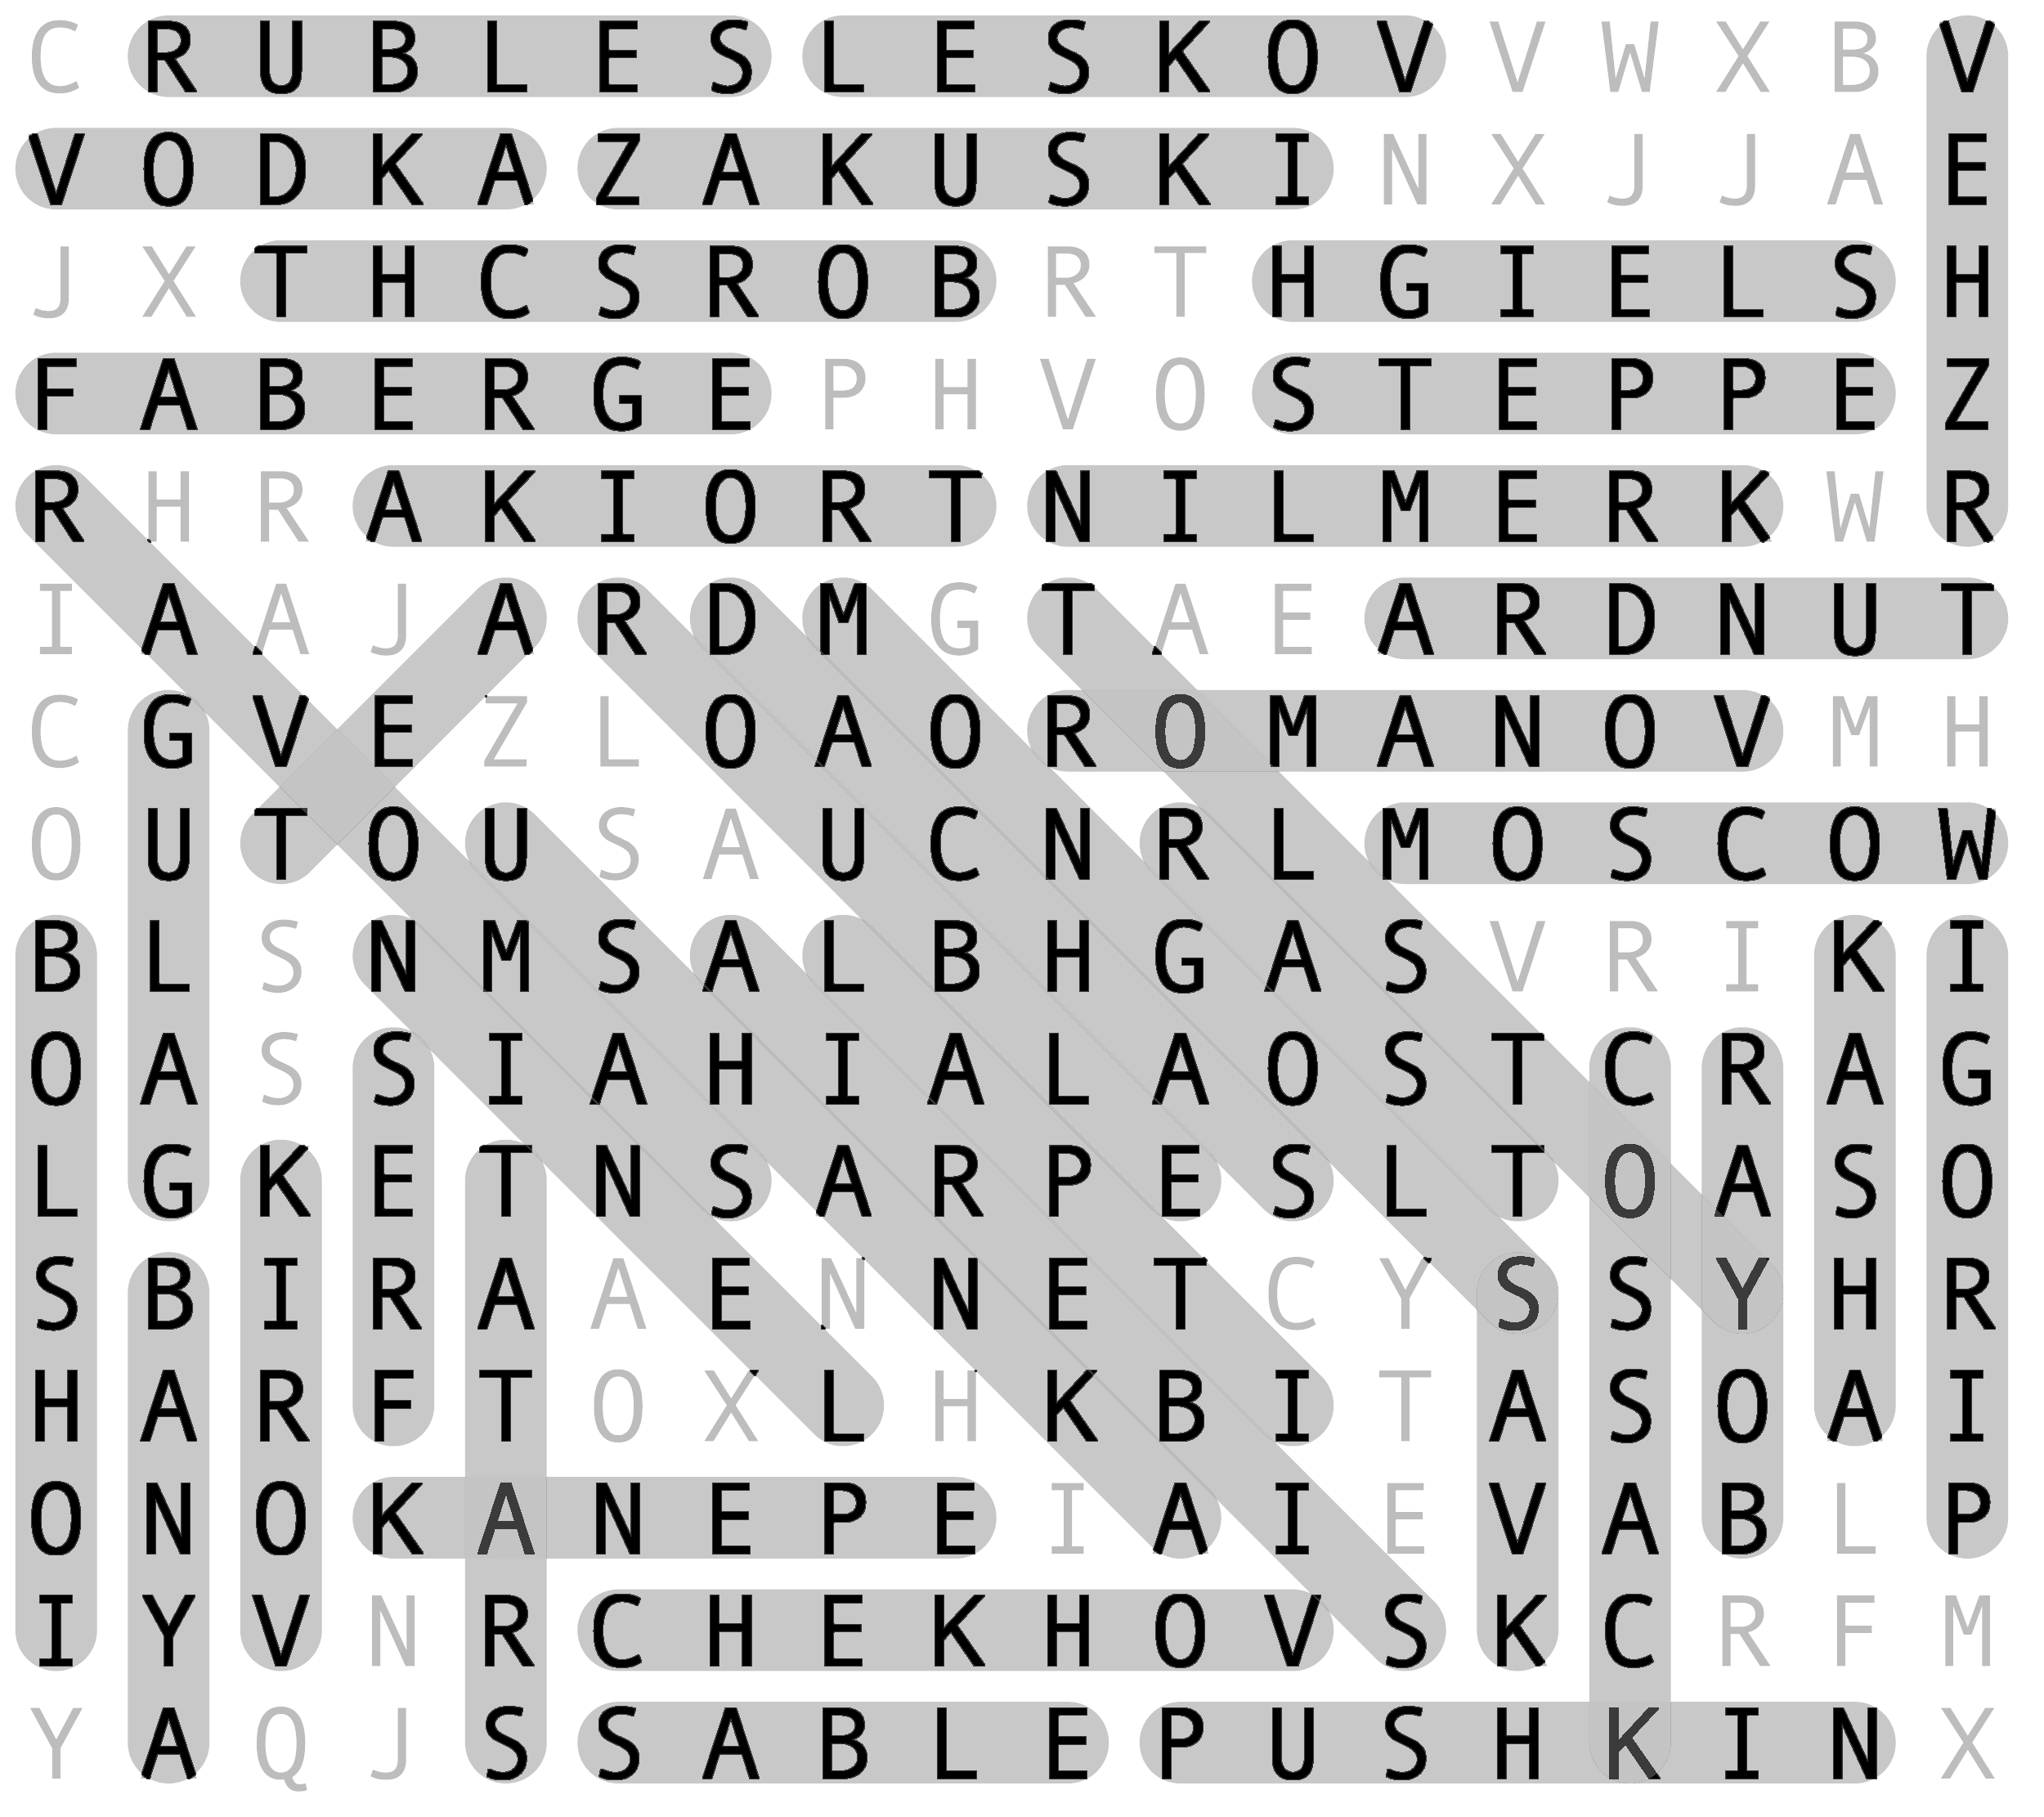 C R U B L E S L E S K O V V W X B V
V O D K A Z A K U S K I N X J J A E
J X T H C S R O B R T H G I E L S H
F A B E R G E P H V O S T E P P E Z
R H R A K I O R T N I L M E R K W R
I A A J A R D M G T A E A R D N U T
C G V E Z L O A O R O M A N O V M H
O U T O U S A U C N R L M O S C O W
B L S N M S A L B H G A S V R I K I
O A S S I A H I A L A O S T C R A G
L G K E T N S A R P E S L T O A S O
S B I R A A E N N E T C Y S S Y H R
H A R F T O X L H K B I T A S O A I
O N O K A N E P E I A I E V A B L P
I Y V N R C H E K H O V S K C R F M
Y A Q J S S A B L E P U S H K I N X